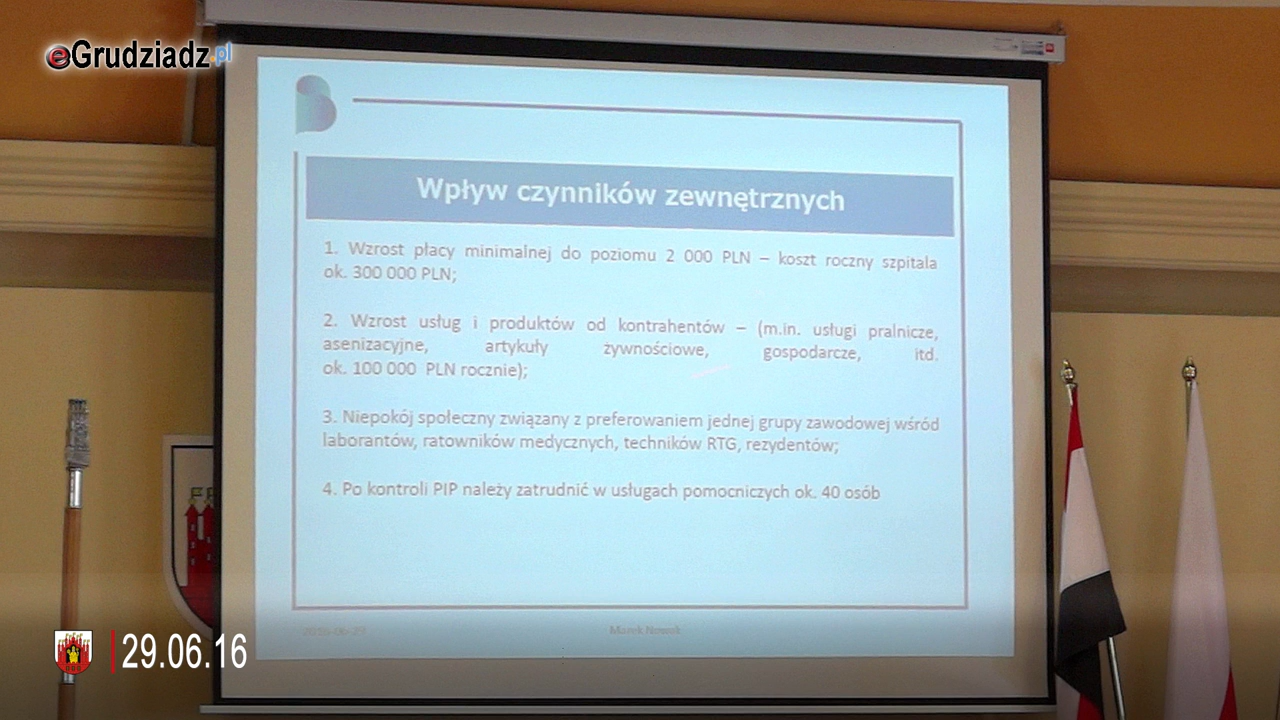 eGrudziadz.pl
Wpływ czynników zewnętrznych
1. Wzrost płacy minimalnej do poziomu 2 000 PLN – koszt roczny szpitala
ok. 300 000 PLN;
2. Wzrost usług i produktów od kontrahentów – (m.in. usługi pralnicze,
asenizacyjne, artykuły żywnościowe, gospodarcze, itd.
ok. 100 000 PLN rocznie);
3. Niepokój społeczny związany z preferowaniem jednej grupy zawodowej wśród
laborantów, ratowników medycznych, techników RTG, rezydentów;
4. Po kontroli PIP należy zatrudnić w usługach pomocniczych ok. 40 osób
2016-06-29
Marek Nowak
29.06.16